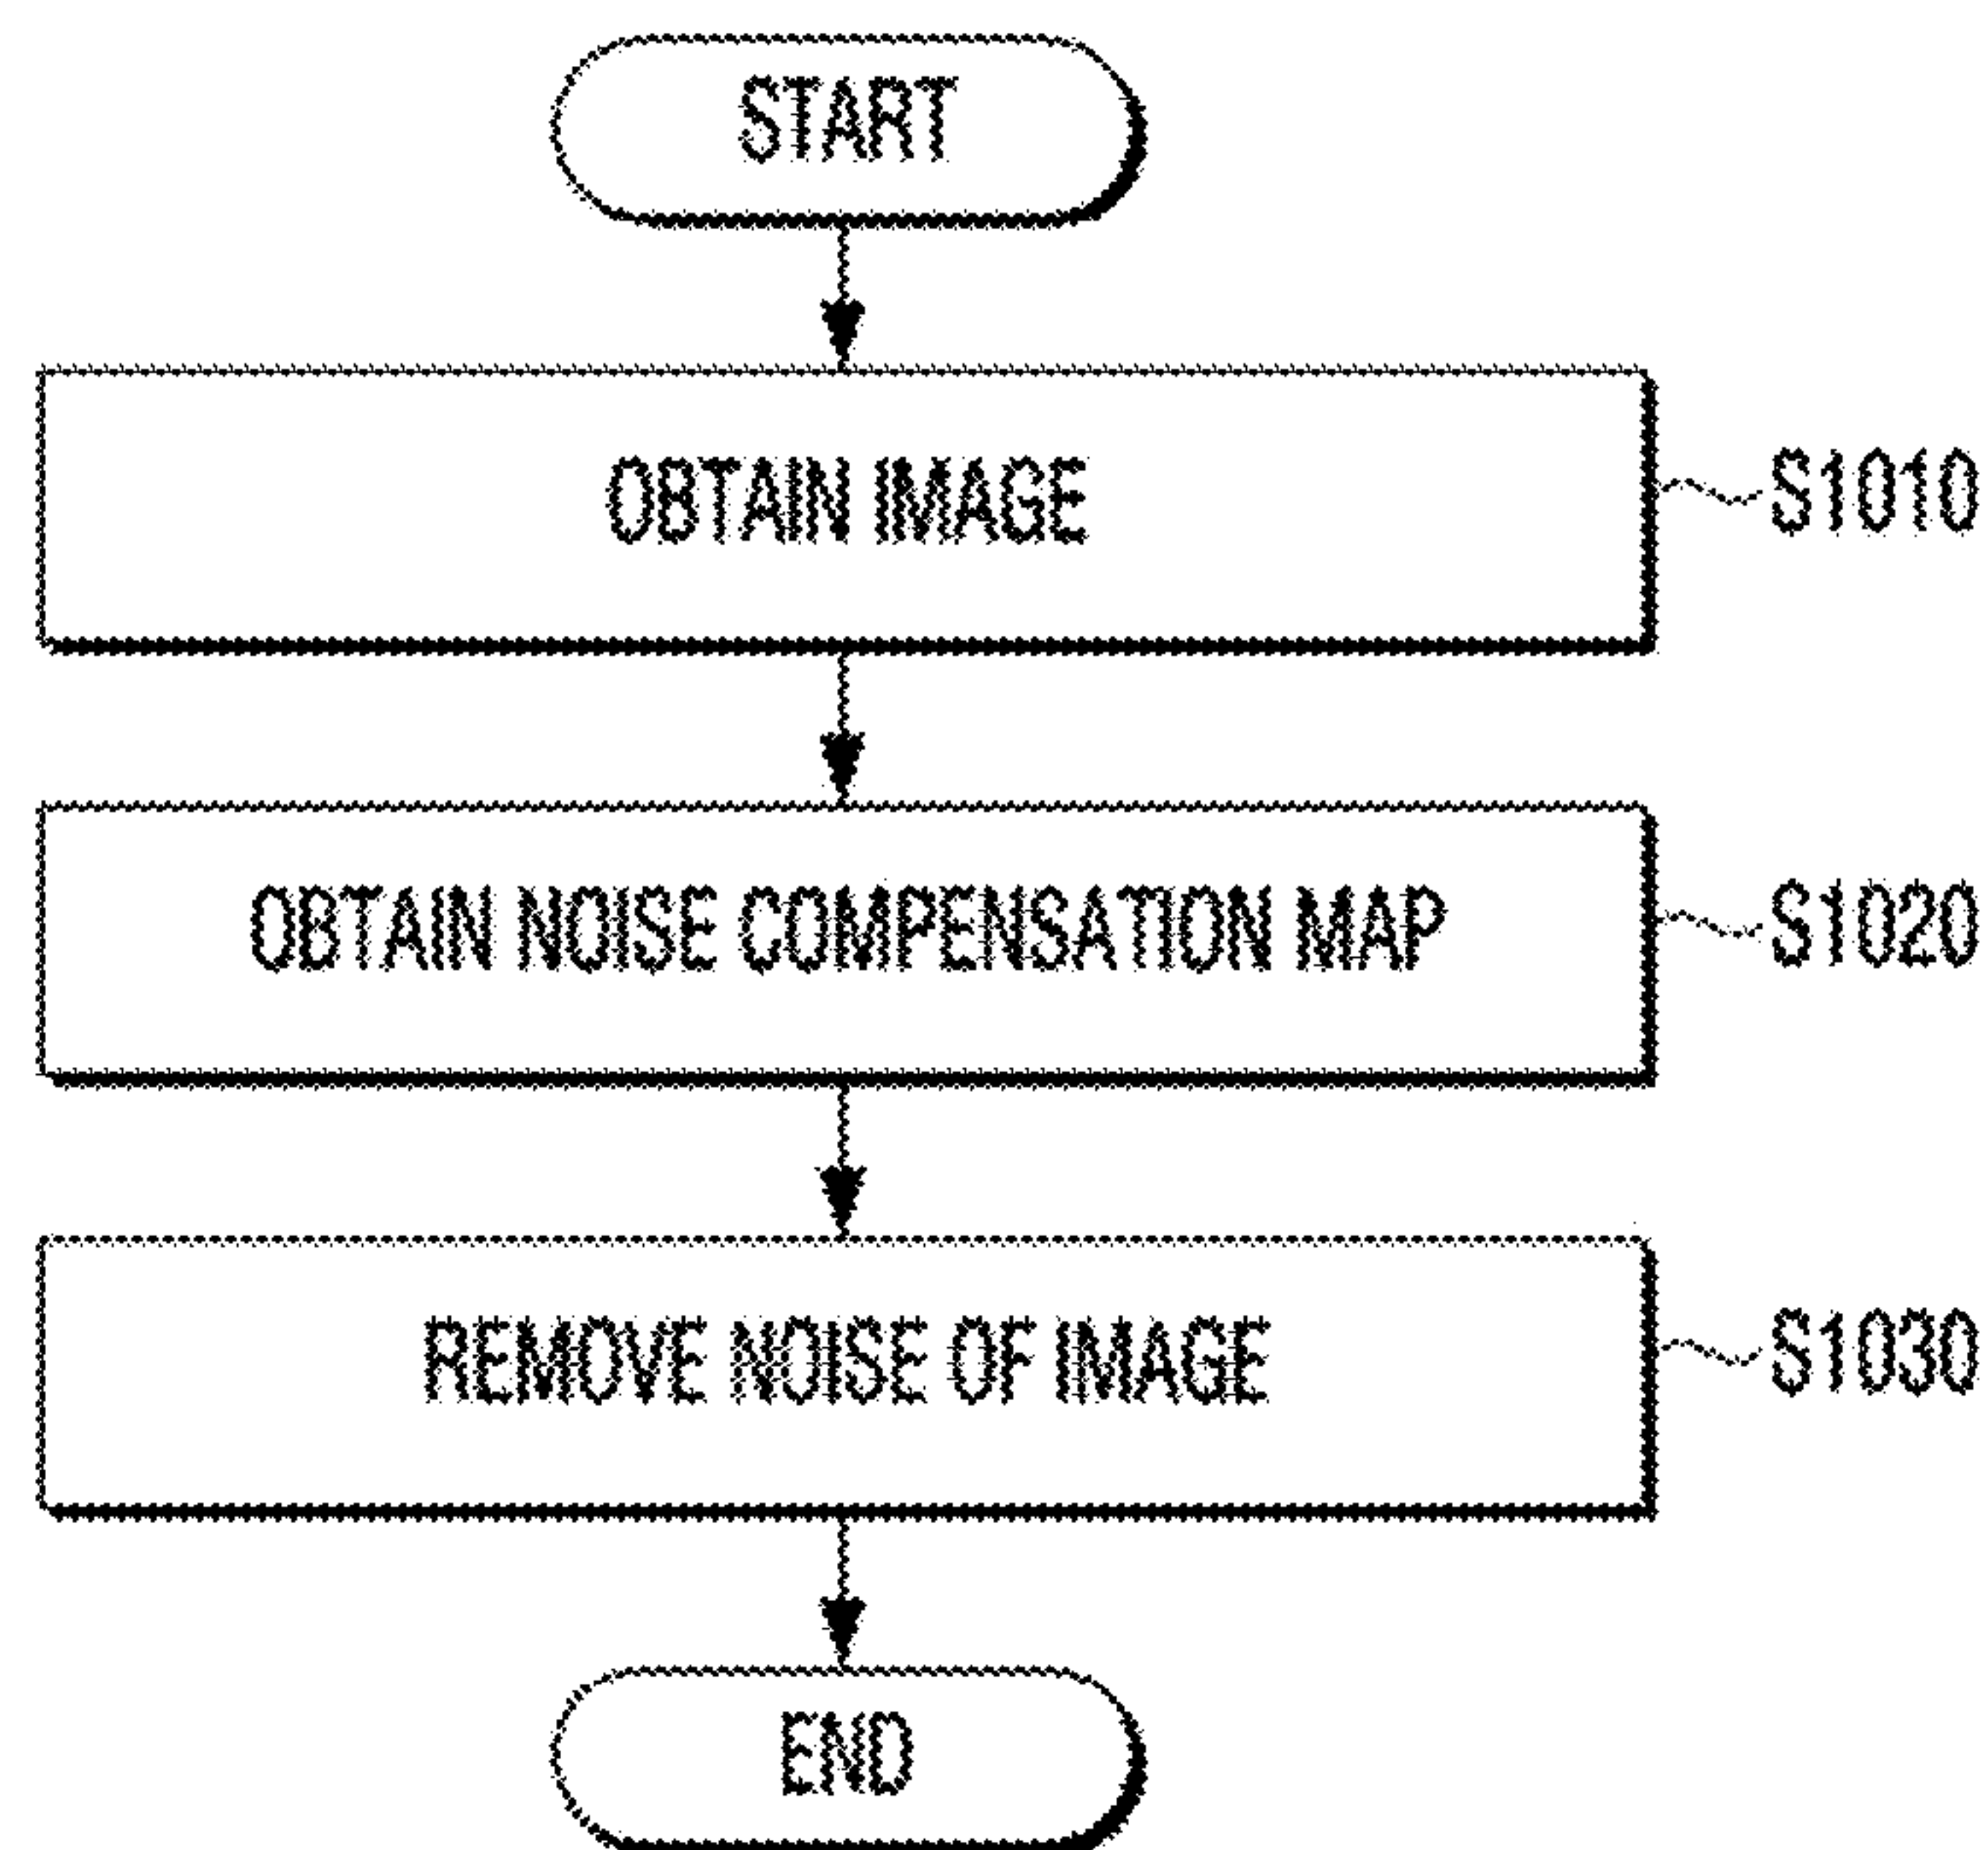 START
OBTAIN IMAGE
S1010
OBTAIN NOISE COMPENSATION MAP
S1020
REMOVE NOISE OF IMAGE
S1030
END